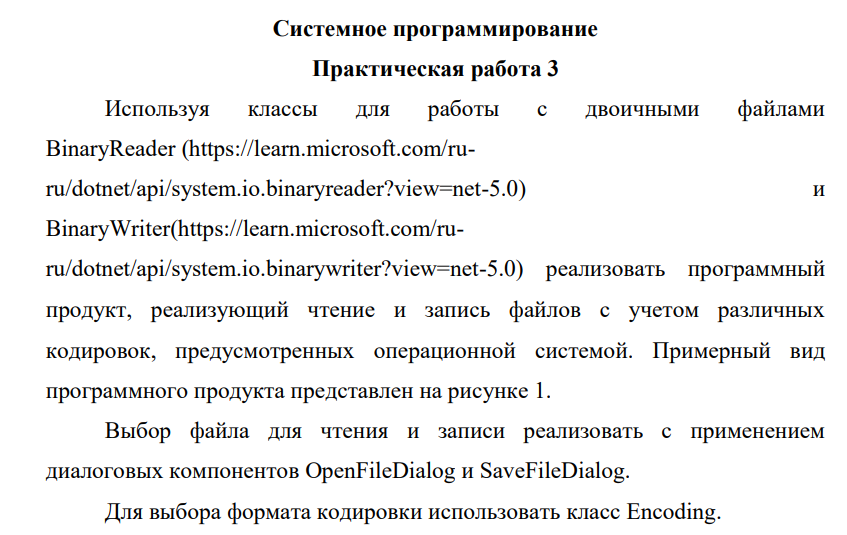 Системное программирование
Практическая работа 3
Используя классы для работы с двоичными файлами
BinaryReader (https://learn.microsoft.com/ru-
ru/dotnet/api/system.io.binaryreader?view=net-5.0) и
BinaryWriter(https://learn.microsoft.com/ru-
ru/dotnet/api/system.io.binarywriter?view=net-5.0) реализовать программный
продукт, реализующий чтение и запись файлов с учетом различных
кодировок, предусмотренных операционной системой. Примерный вид
программного продукта представлен на рисунке 1.
Выбор файла для чтения и записи реализовать с применением
диалоговых компонентов OpenFileDialog и SaveFileDialog.
Для выбора формата кодировки использовать класс Encoding.